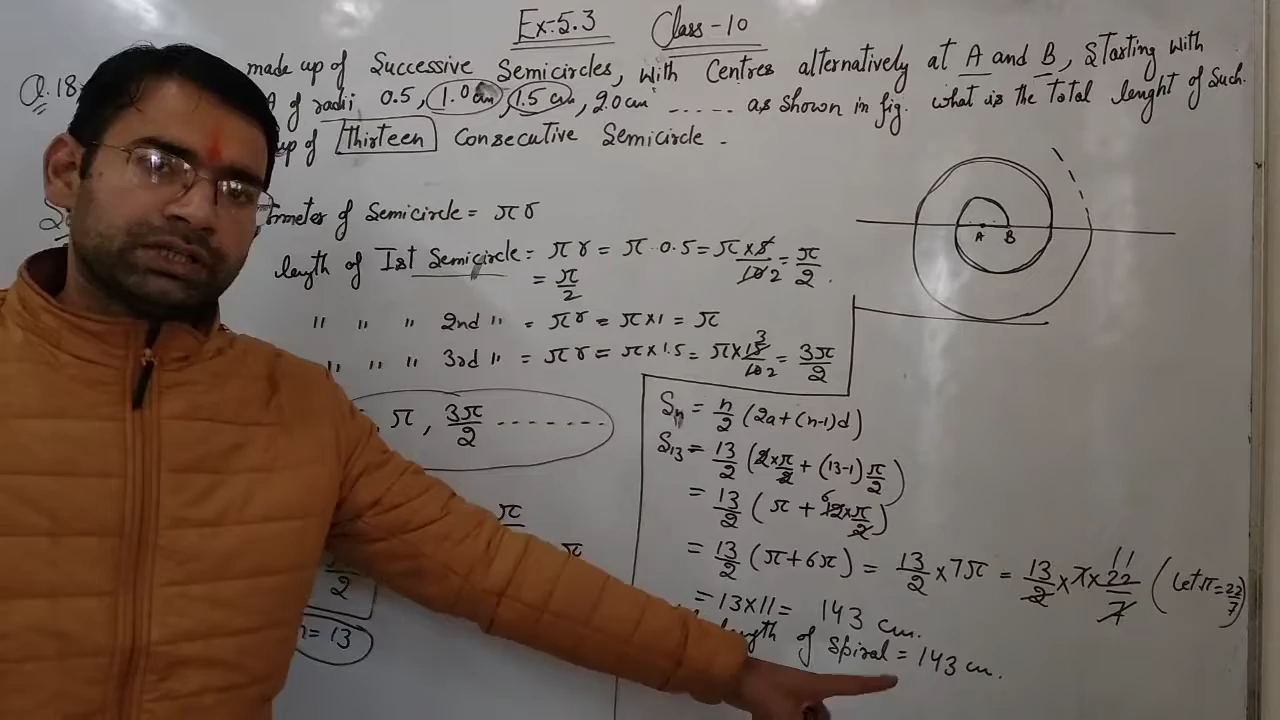 Ex:5.3 Class-10
Q.18 made up of Successive Semicircles, with Centres alternatively at A and B, Starting with
A of radii 0.5, 1.0 cm, 1.5 cm, 2.0 cm ..... as shown in fig. what is the Total lenght of Such
up of Thirteen Consecutive Semicircle.
of Semicircle = πr
length of Ist Semicircle = πr = π·0.5 = π×5/10 2 = π/2
= π/2
" " " 2nd " = πr = π×1 = π
" " " 3rd " = πr = π×1.5 = π×15 3/10 2 = 3π/2
A B
, π, 3π/2 --------
π
π
2
n = 13
Sn = n/2 (2a+(n-1)d)
S13 = 13/2 (2×π/2 + (13-1)π/2)
= 13/2 (π + 6 12×π/2)
= 13/2 (π+6π) = 13/2 ×7π = 13/2 × 7 × 11 22/7 (Let π = 22/7)
= 13×11 = 143 cm.
length of Spiral = 143 cm.